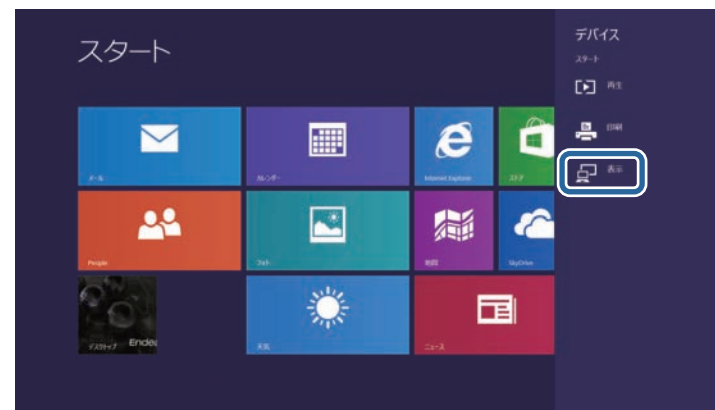 スタート
デバイス
スタート
再生
印刷
表示
メール
カレンダー
Internet Explorer
ストア
People
フォト
地図
SkyDrive
デスクトップ
Endea
天気
ニュース